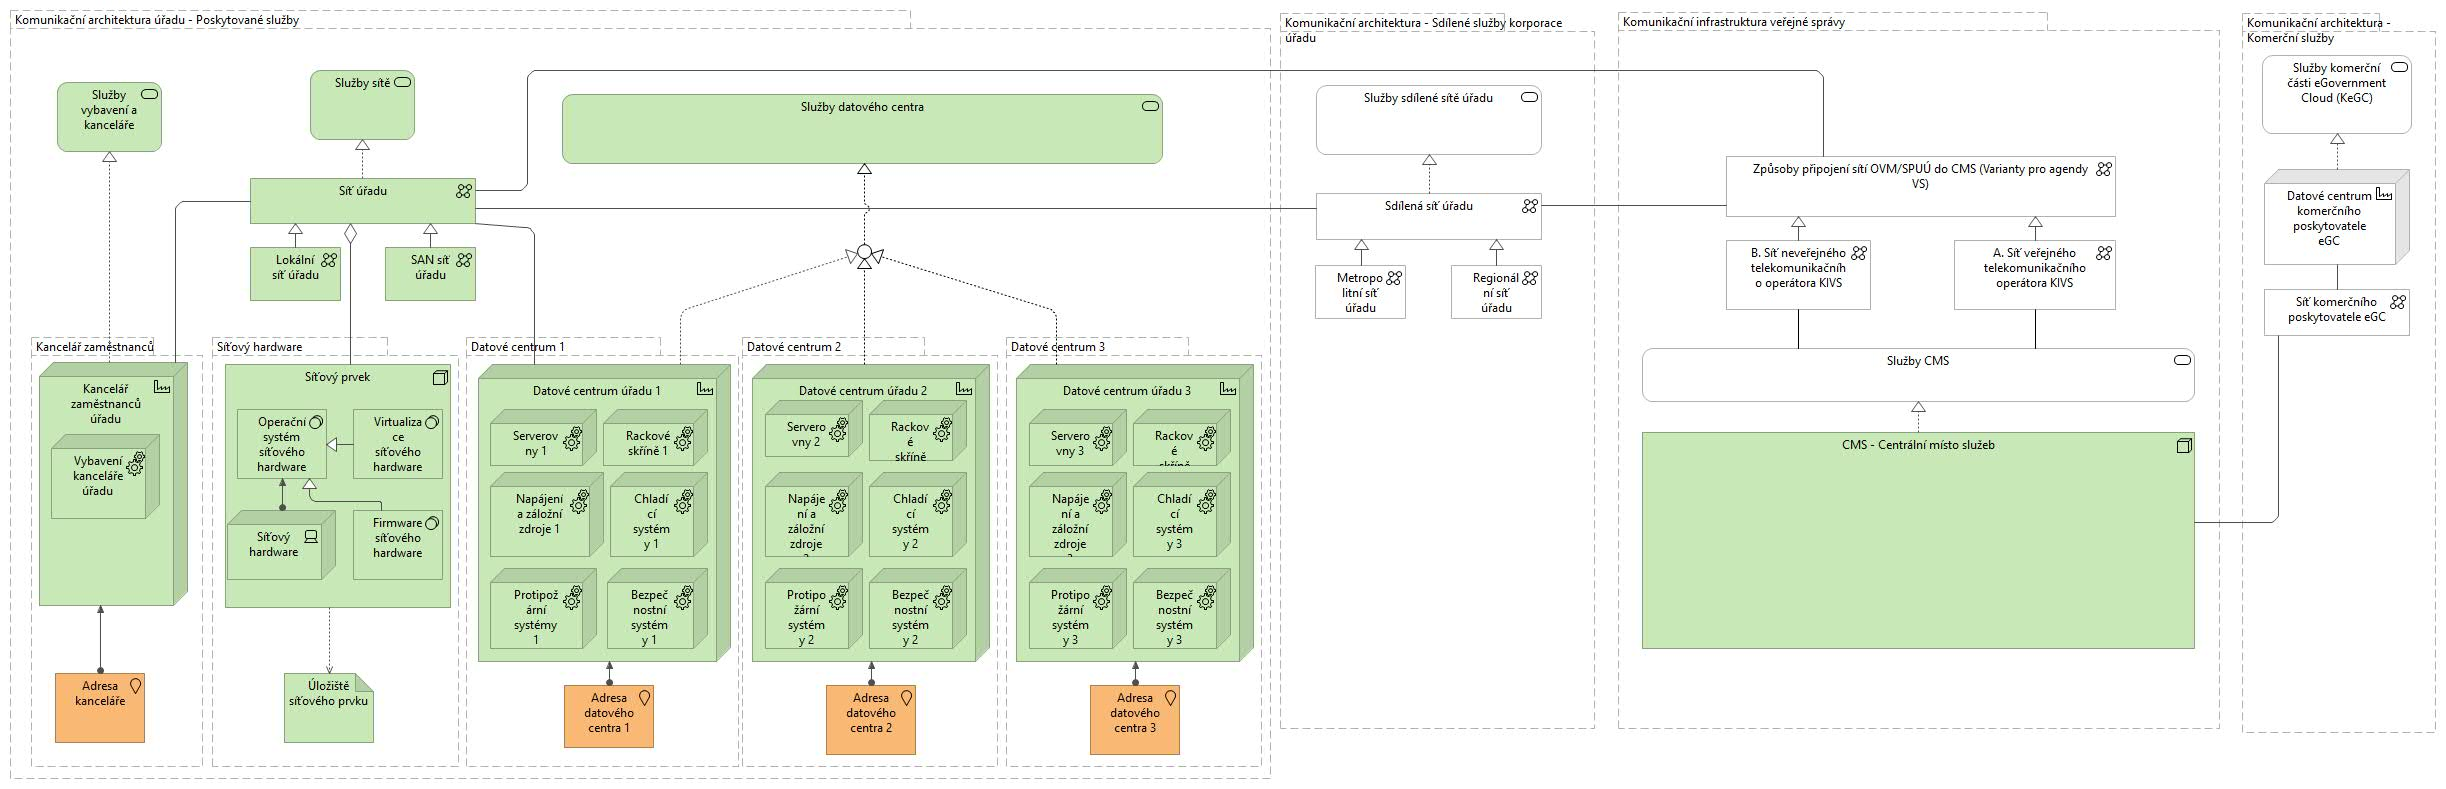 Komunikační architektura úřadu - Poskytované služby
Služby
vybavení a
kanceláře
Služby sítě
Služby datového centra
Síť úřadu
Lokální
síť úřadu
SAN síť
úřadu
Kancelář zaměstnanců
Kancelář
zaměstnanců
úřadu
Vybavení
kanceláře
úřadu
Adresa
kanceláře
Síťový hardware
Síťový prvek
Operační
systém
síťového
hardware
Virtualiza
ce
síťového
hardware
Síťový
hardware
Firmware
síťového
hardware
Úložiště
síťového prvku
Datové centrum 1
Datové centrum úřadu 1
Serverov
ny 1
Rackové
skříně 1
Napájení
a záložní
zdroje 1
Chladí
cí
systém
y 1
Protipož
ární
systémy
1
Bezpeč
nostní
systém
y 1
Adresa
datového
centra 1
Datové centrum 2
Datové centrum úřadu 2
Servero
vny 2
Rackov
é
skříně
Napáje
ní a
záložní
zdroje
Chladí
cí
systém
y 2
Protipo
žární
systém
y 2
Bezpeč
nostní
systém
y 2
Adresa
datového
centra 2
Datové centrum 3
Datové centrum úřadu 3
Servero
vny 3
Rackov
é
skříně
Napáje
ní a
záložní
zdroje
Chladí
cí
systém
y 3
Protipo
žární
systém
y 3
Bezpeč
nostní
systém
y 3
Adresa
datového
centra 3
Komunikační architektura - Sdílené služby korporace
úřadu
Služby sdílené sítě úřadu
Sdílená síť úřadu
Metropo
litní síť
úřadu
Regionál
ní síť
úřadu
Komunikační infrastruktura veřejné správy
Způsoby připojení sítí OVM/SPUÚ do CMS (Varianty pro agendy
VS)
B. Síť neveřejného
telekomunikačníh
o operátora KIVS
A. Síť veřejného
telekomunikačního
operátora KIVS
Služby CMS
CMS - Centrální místo služeb
Komunikační architektura -
Komerční služby
Služby komerční
části eGovernment
Cloud (KeGC)
Datové centrum
komerčního
poskytovatele
eGC
Síť komerčního
poskytovatele eGC